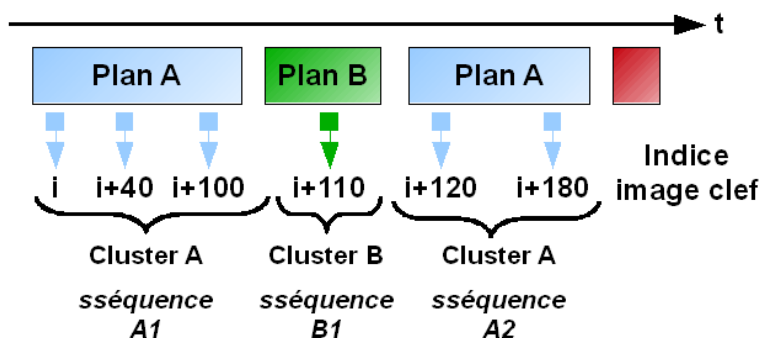 t
Plan A Plan B Plan A
i i+40 i+100 i+110 i+120 i+180
Indice
image clef
Cluster A Cluster B Cluster A
sséquence sséquence sséquence
A1 B1 A2